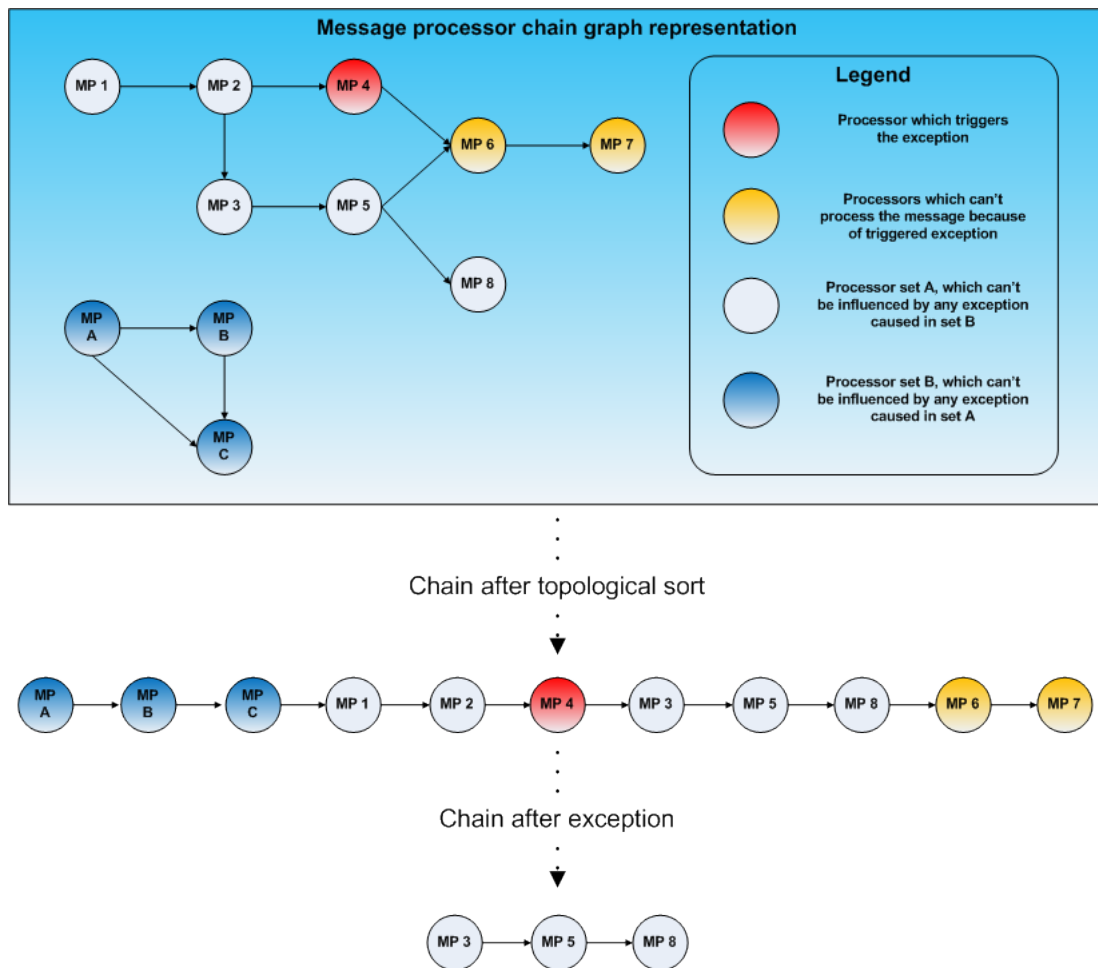 Message processor chain graph representation
MP 1
MP 2
MP 4
MP 6
MP 7
MP 3
MP 5
MP 8
MP
A
MP
B
MP
C
Legend
Processor which triggers
the exception
Processors which can't
process the message because
of triggered exception
Processor set A, which can't
be influenced by any exception
caused in set B
Processor set B, which can't
be influenced by any exception
caused in set A
Chain after topological sort
MP
A
MP
B
MP
C
MP 1
MP 2
MP 4
MP 3
MP 5
MP 8
MP 6
MP 7
Chain after exception
MP 3
MP 5
MP 8